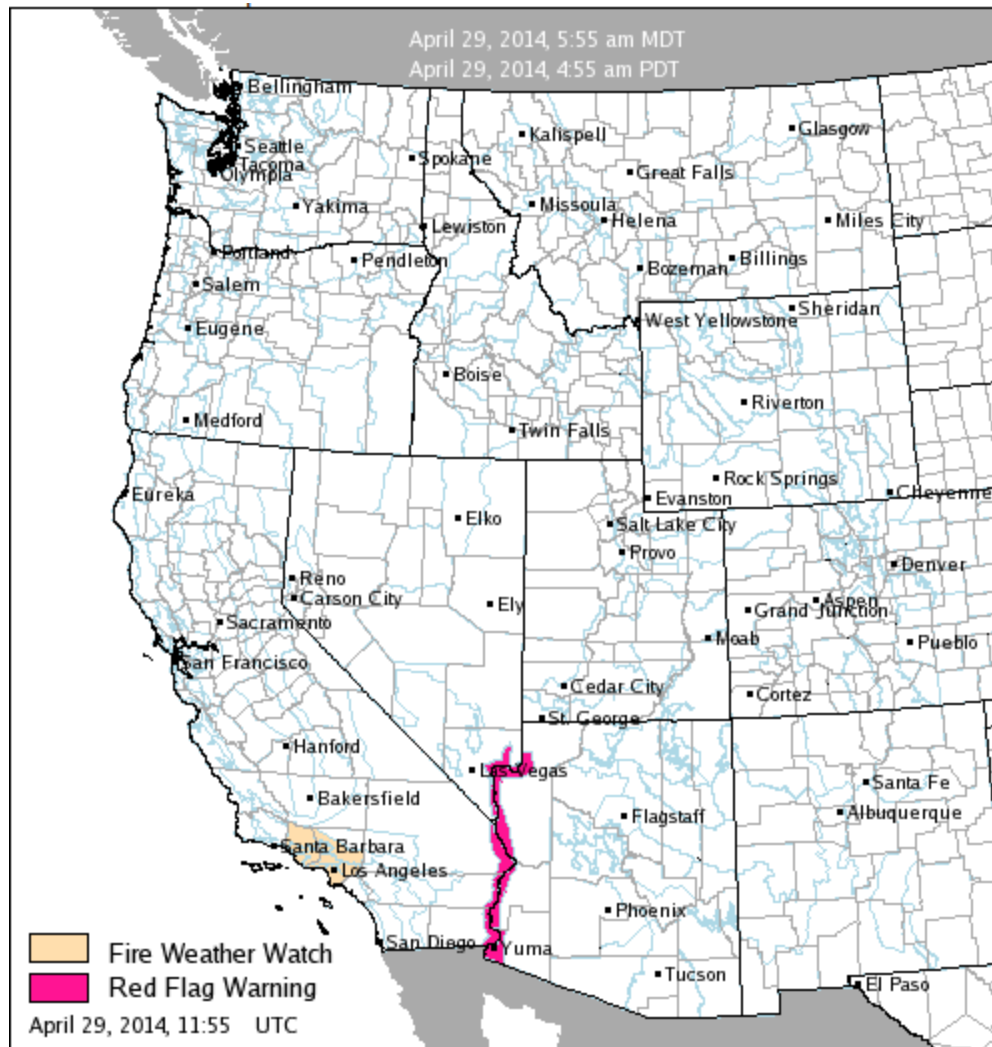 April 29, 2014, 5:55 am MDT
April 29, 2014, 4:55 am PDT
Bellingham
Seattle
Tacoma
Olympia
Spokane
Yakima
Lewiston
Kalispell
Great Falls
Glasgow
Missoula
Helena
Miles City
Bozeman
Billings
Portland
Pendleton
Salem
Eugene
Medford
Boise
Twin Falls
West Yellowstone
Sheridan
Riverton
Rock Springs
Evanston
Cheyenne
Eureka
Elko
Salt Lake City
Provo
Denver
Reno
Carson City
Ely
Aspen
Grand Junction
Sacramento
Moab
Pueblo
San Francisco
Cedar City
Cortez
St. George
Hanford
Las Vegas
Santa Fe
Bakersfield
Flagstaff
Albuquerque
Santa Barbara
Los Angeles
Phoenix
San Diego
Yuma
Tucson
El Paso
Fire Weather Watch
Red Flag Warning
April 29, 2014, 11:55 UTC